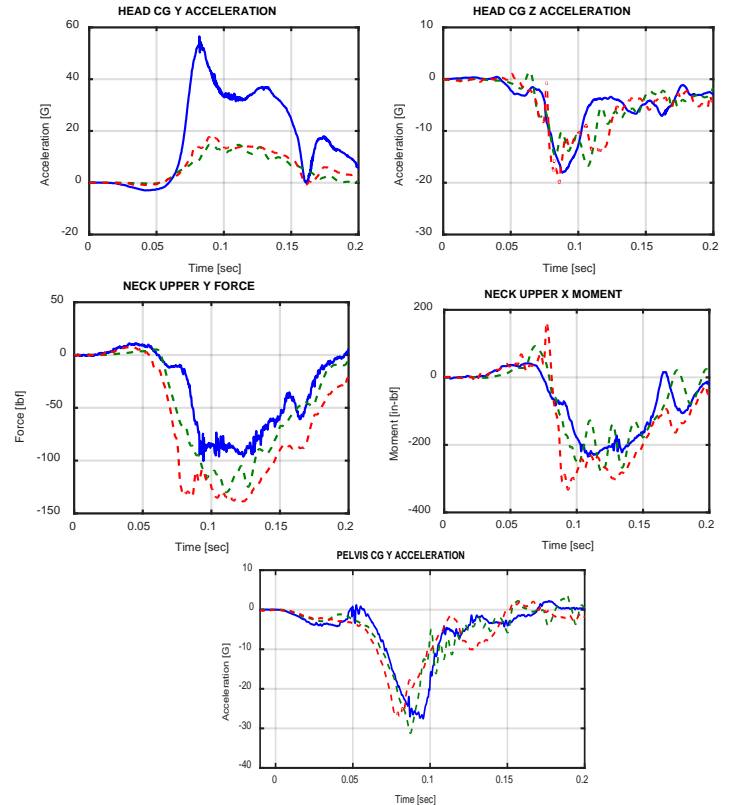 HEAD CG Y ACCELERATION
Acceleration [G]
60
40
20
0
-20
0 0.05 0.1 0.15 0.2
Time [sec]
HEAD CG Z ACCELERATION
Acceleration [G]
10
0
-10
-20
-30
0 0.05 0.1 0.15 0.2
Time [sec]
NECK UPPER Y FORCE
Force [lbf]
50
0
-50
-100
-150
0 0.05 0.1 0.15 0.2
Time [sec]
NECK UPPER X MOMENT
Moment [in-lbf]
200
0
-200
-400
0 0.05 0.1 0.15 0.2
Time [sec]
PELVIS CG Y ACCELERATION
Acceleration [G]
10
0
-10
-20
-30
-40
0 0.05 0.1 0.15 0.2
Time [sec]